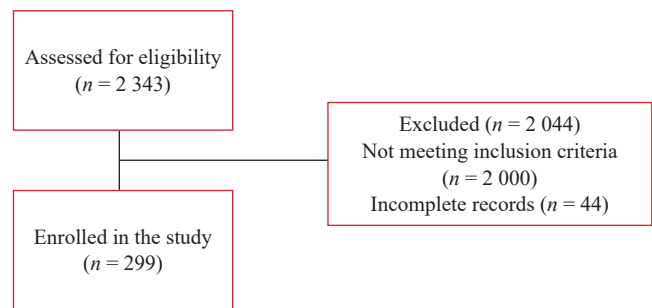 Assessed for eligibility
(n = 2 343)
Excluded (n = 2 044)
Not meeting inclusion criteria
(n = 2 000)
Incomplete records (n = 44)
Enrolled in the study
(n = 299)